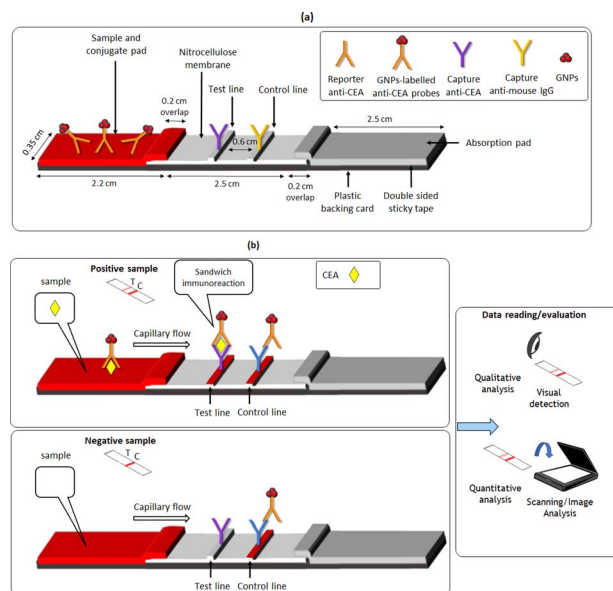 (a)
Sample and
conjugate pad
Nitrocellulose
membrane
Test line
Control line
0.2 cm
overlap
Reporter
anti-CEA
GNPs-labelled
anti-CEA probes
Capture
anti-CEA
Capture
anti-mouse IgG
GNPs
0.35 cm
0.6 cm
2.5 cm
Absorption pad
2.2 cm
2.5 cm
0.2 cm
overlap
Plastic
backing card
Double sided
sticky tape
(b)
Positive sample
T C
sample
Sandwich
immunoreaction
CEA
Capillary flow
Test line
Control line
Negative sample
T C
sample
Capillary flow
Test line
Control line
Data reading/evaluation
Qualitative
analysis
Visual
detection
Quantitative
analysis
Scanning/Image
Analysis